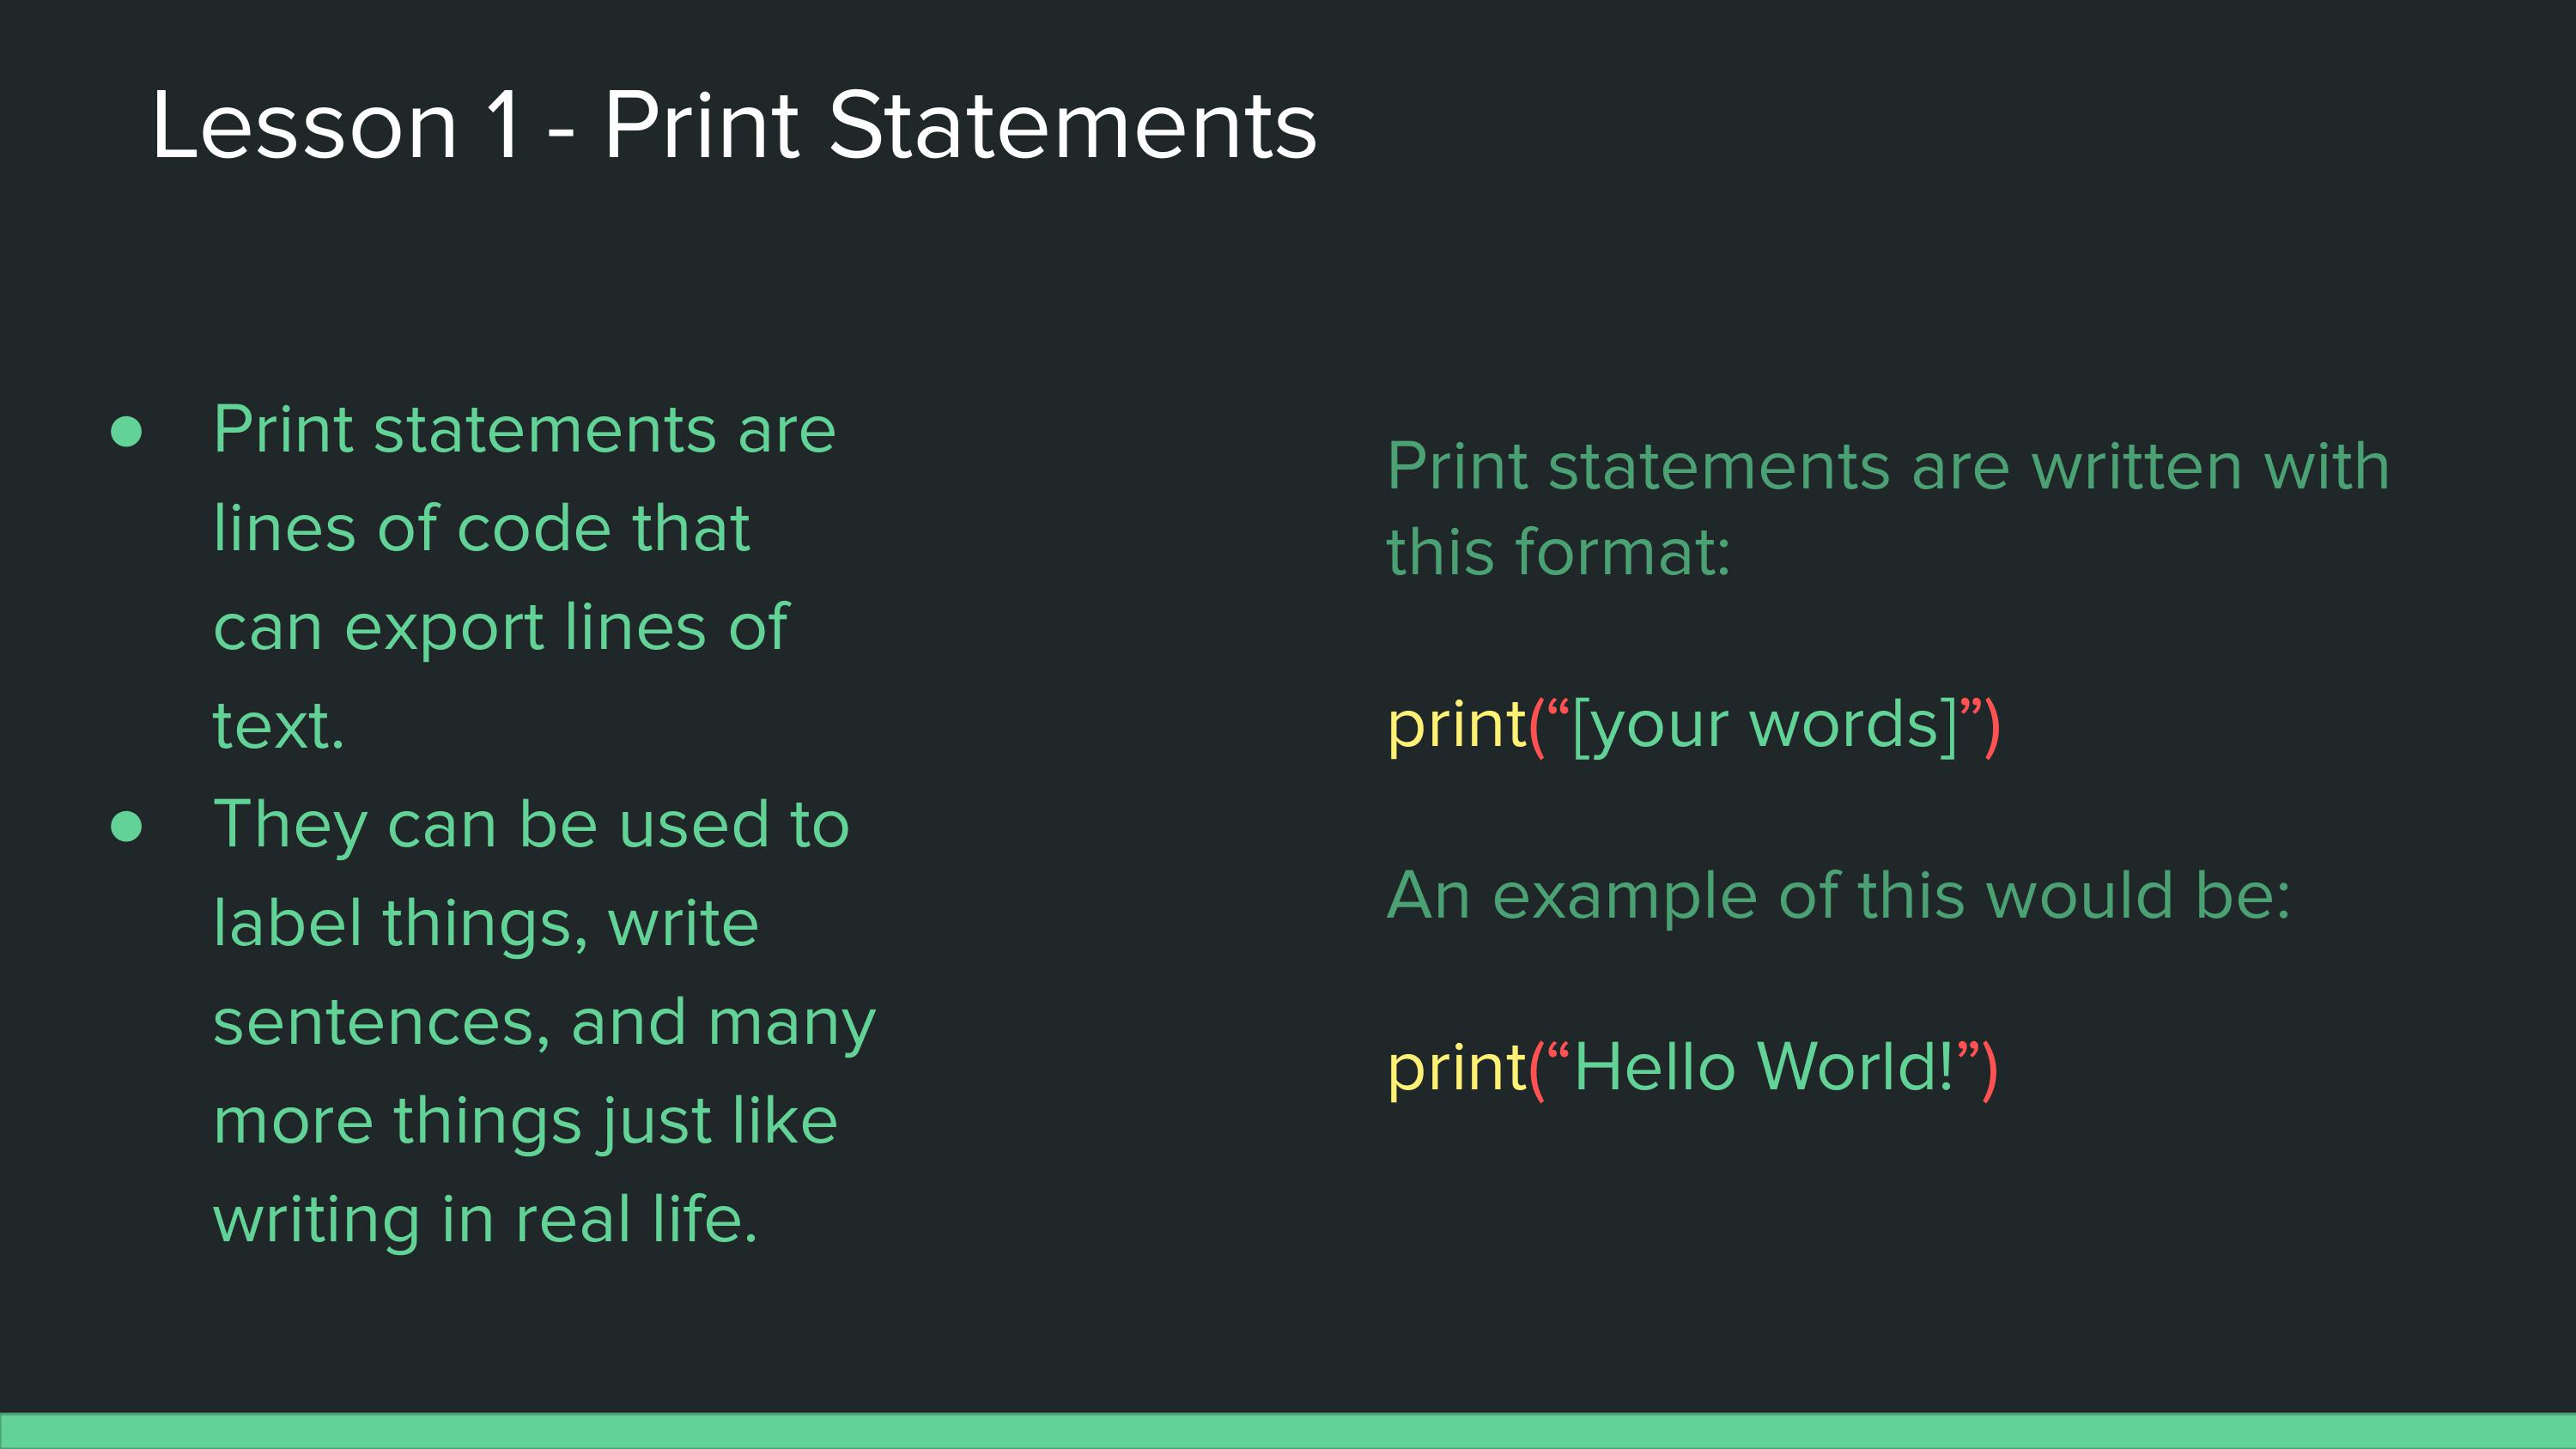 Lesson 1 - Print Statements
● Print statements are
lines of code that
can export lines of
text.
● They can be used to
label things, write
sentences, and many
more things just like
writing in real life.
Print statements are written with
this format:
print(“[your words]”)
An example of this would be:
print(“Hello World!”)